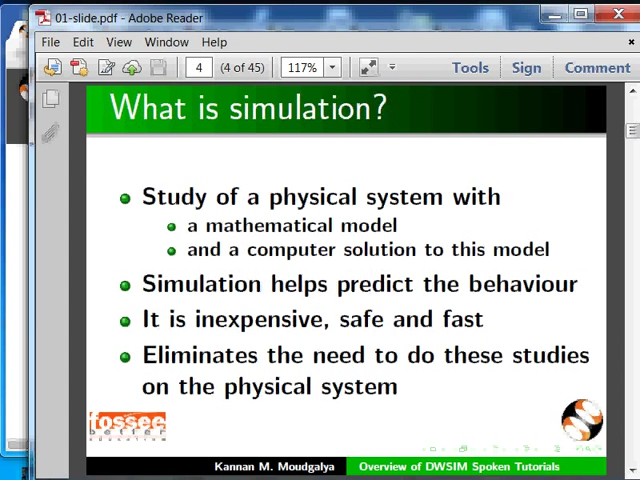 01-slide.pdf - Adobe Reader
File Edit View Window Help
4 (4 of 45) 117% Tools Sign Comment
What is simulation?
Study of a physical system with
a mathematical model
and a computer solution to this model
Simulation helps predict the behaviour
It is inexpensive, safe and fast
Eliminates the need to do these studies
on the physical system
fossee
Kannan M. Moudgalya Overview of DWSIM Spoken Tutorials